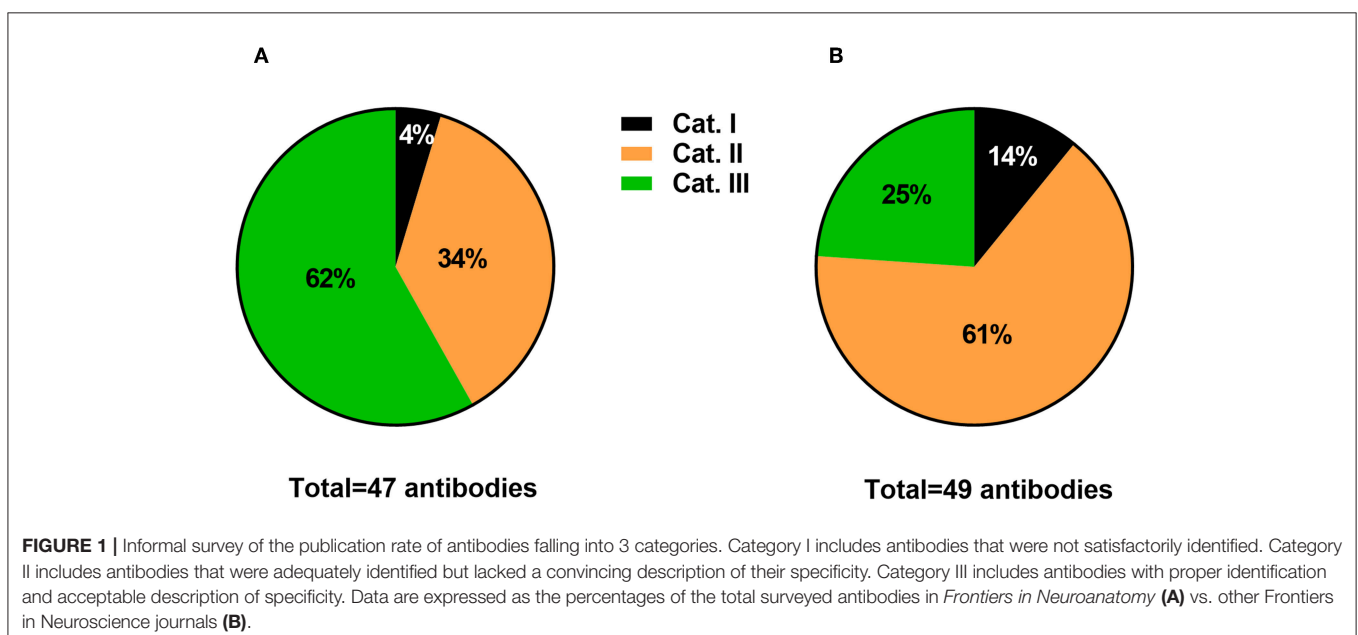 A
B
4%
34%
62%
Cat. I
Cat. II
Cat. III
14%
25%
61%
Total=47 antibodies
Total=49 antibodies
FIGURE 1 | Informal survey of the publication rate of antibodies falling into 3 categories. Category I includes antibodies that were not satisfactorily identified. Category
II includes antibodies that were adequately identified but lacked a convincing description of their specificity. Category III includes antibodies with proper identification
and acceptable description of specificity. Data are expressed as the percentages of the total surveyed antibodies in Frontiers in Neuroanatomy (A) vs. other Frontiers
in Neuroscience journals (B).